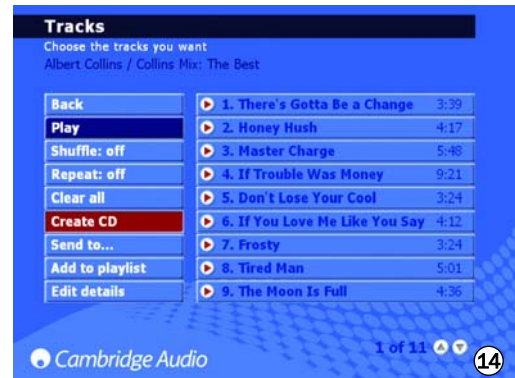 Tracks
Choose the tracks you want
Albert Collins / Collins Mix: The Best
Back
Play
Shuffle: off
Repeat: off
Clear all
Create CD
Send to...
Add to playlist
Edit details
1. There's Gotta Be a Change 3:39
2. Honey Hush 4:17
3. Master Charge 5:48
4. If Trouble Was Money 9:21
5. Don't Lose Your Cool 3:24
6. If You Love Me Like You Say 4:12
7. Frosty 3:24
8. Tired Man 5:01
9. The Moon Is Full 4:36
1 of 11
Cambridge Audio
14